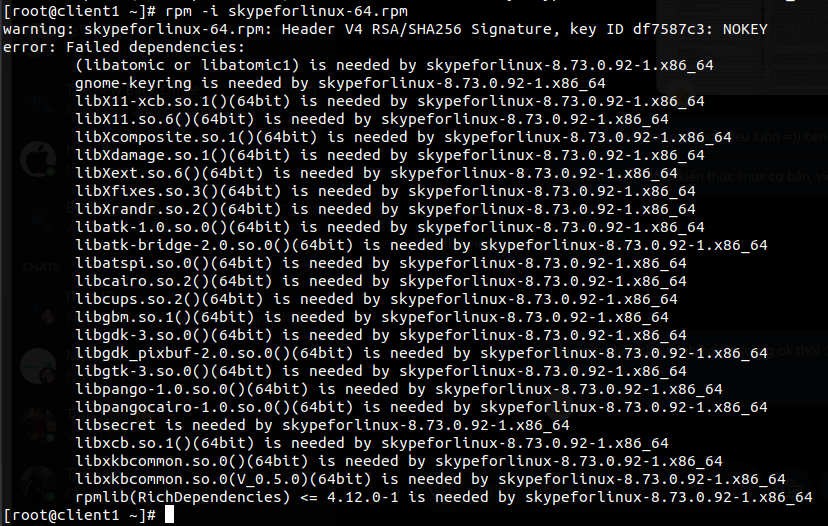 [root@client1 ~]# rpm -i skypeforlinux-64.rpm
warning: skypeforlinux-64.rpm: Header V4 RSA/SHA256 Signature, key ID df7587c3: NOKEY
error: Failed dependencies:
(libatomic or libatomic1) is needed by skypeforlinux-8.73.0.92-1.x86_64
gnome-keyring is needed by skypeforlinux-8.73.0.92-1.x86_64
libX11-xcb.so.1()(64bit) is needed by skypeforlinux-8.73.0.92-1.x86_64
libX11.so.6()(64bit) is needed by skypeforlinux-8.73.0.92-1.x86_64
libXcomposite.so.1()(64bit) is needed by skypeforlinux-8.73.0.92-1.x86_64
libXdamage.so.1()(64bit) is needed by skypeforlinux-8.73.0.92-1.x86_64
libXext.so.6()(64bit) is needed by skypeforlinux-8.73.0.92-1.x86_64
libXfixes.so.3()(64bit) is needed by skypeforlinux-8.73.0.92-1.x86_64
libXrandr.so.2()(64bit) is needed by skypeforlinux-8.73.0.92-1.x86_64
libatk-1.0.so.0()(64bit) is needed by skypeforlinux-8.73.0.92-1.x86_64
libatk-bridge-2.0.so.0()(64bit) is needed by skypeforlinux-8.73.0.92-1.x86_64
libatspi.so.0()(64bit) is needed by skypeforlinux-8.73.0.92-1.x86_64
libcairo.so.2()(64bit) is needed by skypeforlinux-8.73.0.92-1.x86_64
libcups.so.2()(64bit) is needed by skypeforlinux-8.73.0.92-1.x86_64
libgbm.so.1()(64bit) is needed by skypeforlinux-8.73.0.92-1.x86_64
libgdk-3.so.0()(64bit) is needed by skypeforlinux-8.73.0.92-1.x86_64
libgdk_pixbuf-2.0.so.0()(64bit) is needed by skypeforlinux-8.73.0.92-1.x86_64
libgtk-3.so.0()(64bit) is needed by skypeforlinux-8.73.0.92-1.x86_64
libpango-1.0.so.0()(64bit) is needed by skypeforlinux-8.73.0.92-1.x86_64
libpangocairo-1.0.so.0()(64bit) is needed by skypeforlinux-8.73.0.92-1.x86_64
libsecret is needed by skypeforlinux-8.73.0.92-1.x86_64
libxcb.so.1()(64bit) is needed by skypeforlinux-8.73.0.92-1.x86_64
libxkbcommon.so.0()(64bit) is needed by skypeforlinux-8.73.0.92-1.x86_64
libxkbcommon.so.0(V_0.5.0)(64bit) is needed by skypeforlinux-8.73.0.92-1.x86_64
rpmlib(RichDependencies) <= 4.12.0-1 is needed by skypeforlinux-8.73.0.92-1.x86_64
[root@client1 ~]#
CHATS